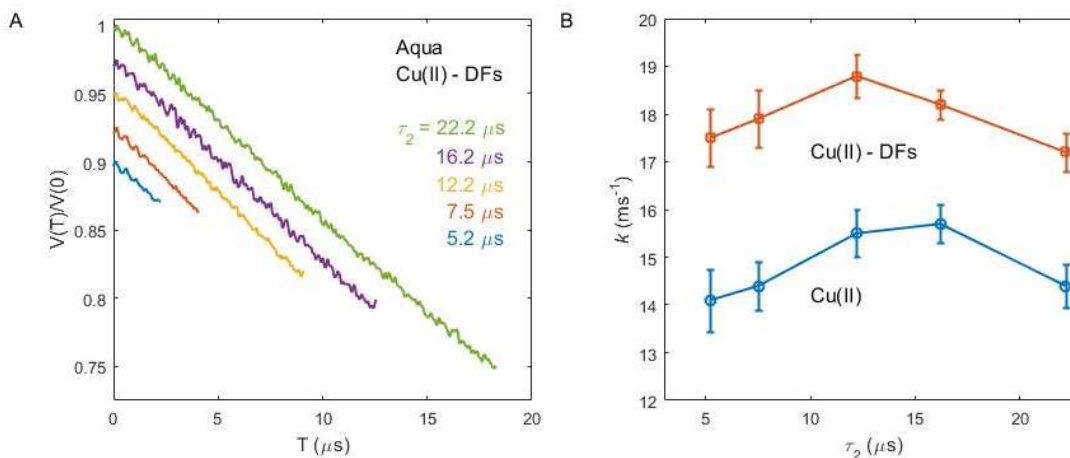 A
Aqua
Cu(II) - DFs
τ2 = 22.2 μs
16.2 μs
12.2 μs
7.5 μs
5.2 μs
1
0.95
0.9
0.85
0.8
0.75
V(T)/V(0)
0 5 10 15 20
T (μs)
B
20
19
18
17
16
15
14
13
12
k (ms-1)
Cu(II) - DFs
Cu(II)
5 10 15 20
τ2 (μs)